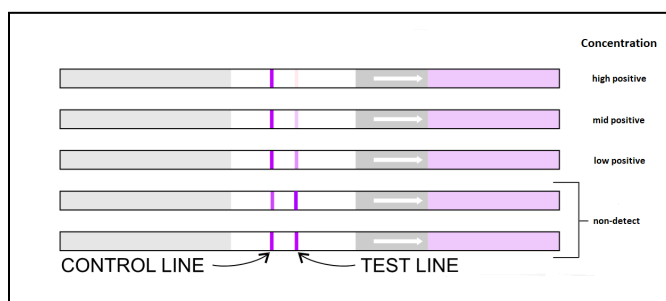 Concentration
high positive
mid positive
low positive
non-detect
CONTROL LINE
TEST LINE